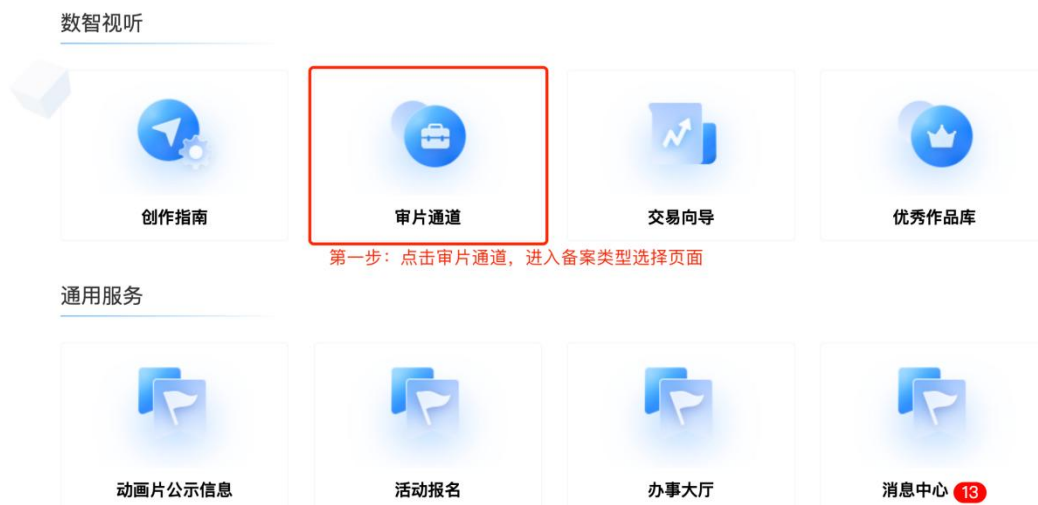 数智视听
创作指南
审片通道
交易向导
优秀作品库
第一步：点击审片通道，进入备案类型选择页面
通用服务
动画片公示信息
活动报名
办事大厅
消息中心 13